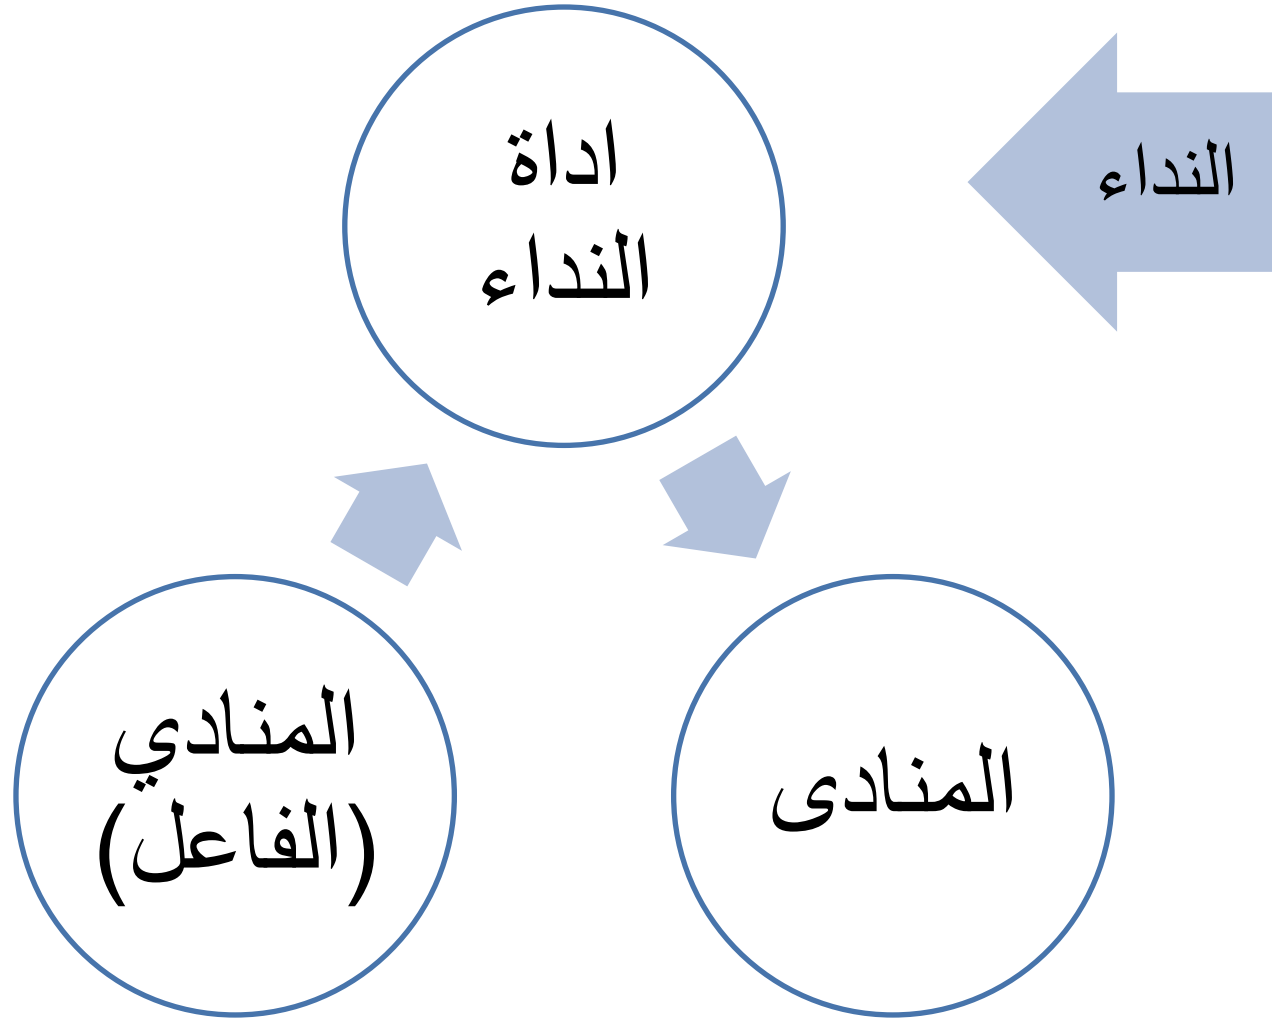 النداء
اداة
النداء
المنادى
المنادي
(الفاعل)